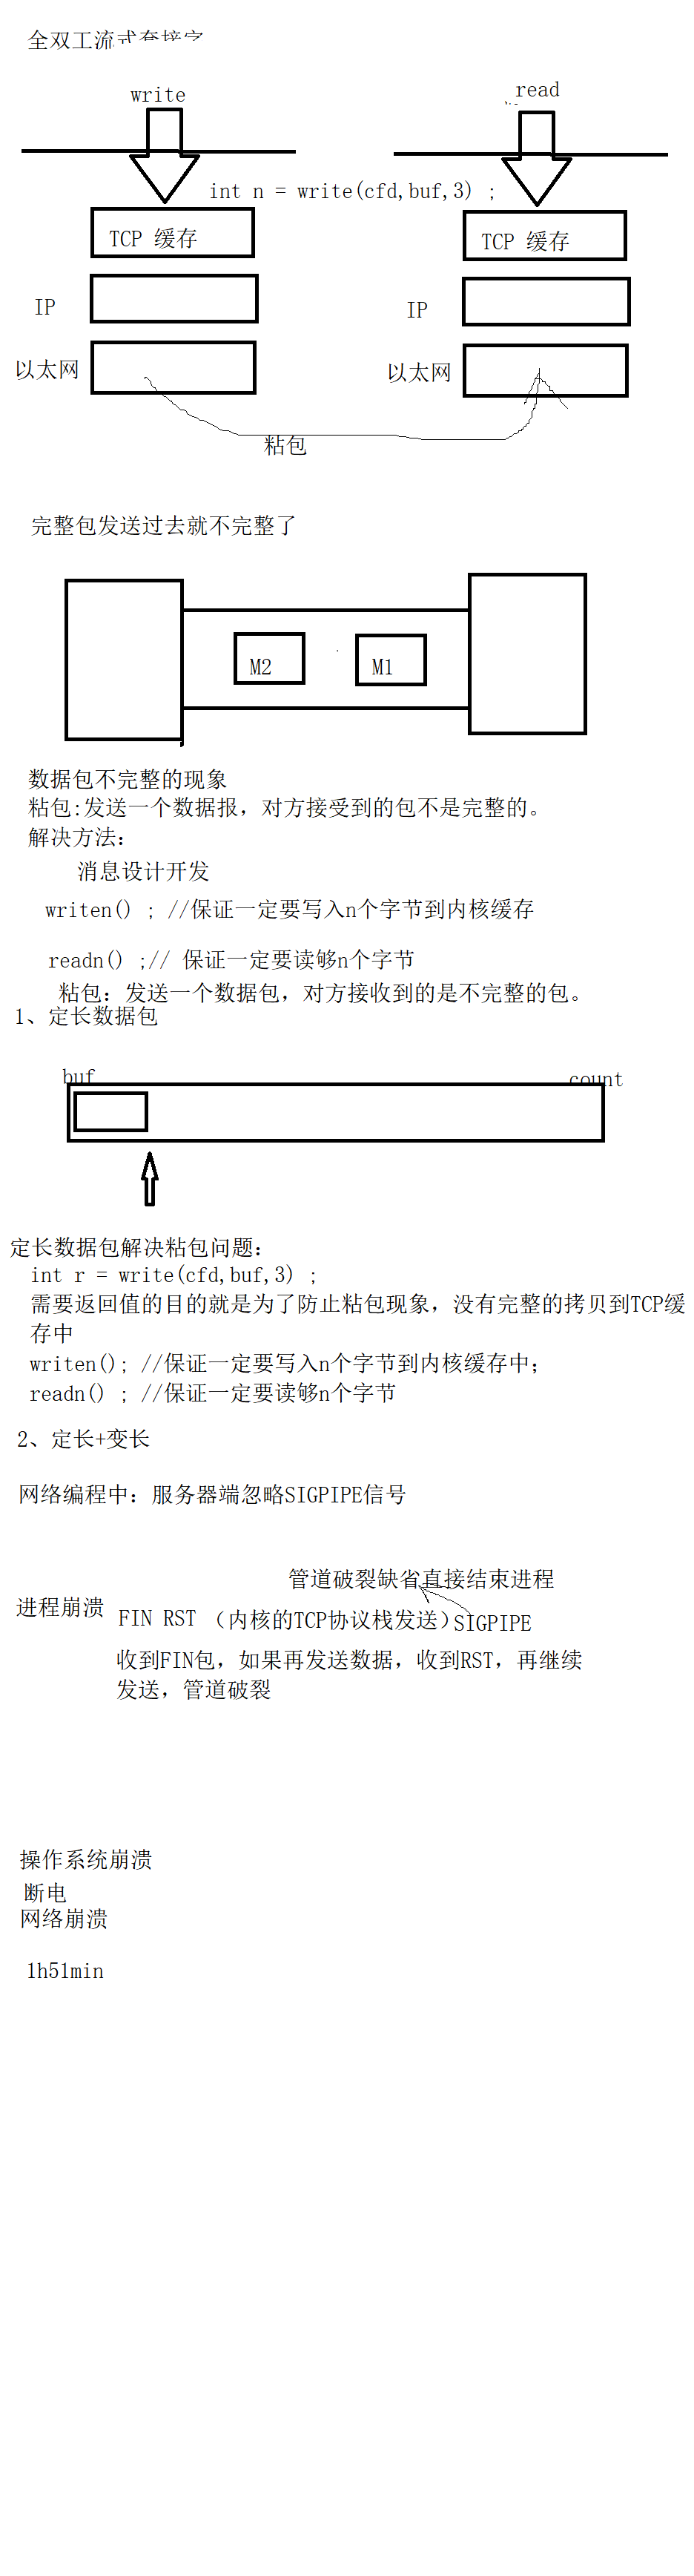 全双工流式套接字
write
read
int n = write(cfd,buf,3) ;
TCP 缓存
TCP 缓存
IP
IP
以太网
以太网
粘包
完整包发送过去就不完整了
M2
M1
数据包不完整的现象
粘包:发送一个数据报，对方接受到的包不是完整的。
解决方法：
消息设计开发
writen() ; //保证一定要写入n个字节到内核缓存
readn() ;// 保证一定要读够n个字节
粘包：发送一个数据包，对方接收到的是不完整的包。
1、定长数据包
buf
count
定长数据包解决粘包问题：
int r = write(cfd,buf,3) ;
需要返回值的目的就是为了防止粘包现象，没有完整的拷贝到TCP缓
存中
writen(); //保证一定要写入n个字节到内核缓存中；
readn() ; //保证一定要读够n个字节
2、定长+变长
网络编程中：服务器端忽略SIGPIPE信号
管道破裂缺省直接结束进程
进程崩溃
FIN RST （内核的TCP协议栈发送）SIGPIPE
收到FIN包，如果再发送数据，收到RST，再继续
发送，管道破裂
操作系统崩溃
断电
网络崩溃
1h51min